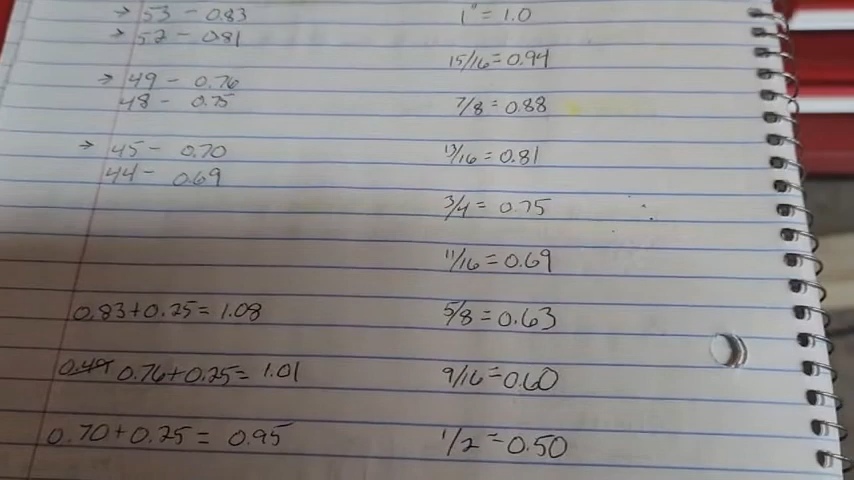 → 53 - 0.83
→ 52 - 0.81
→ 49 - 0.76
48 - 0.75
→ 45 - 0.70
44 - 0.69
0.83+0.25= 1.08
0.49 0.76+0.25= 1.01
0.70+0.25= 0.95
1" = 1.0
15/16=0.94
7/8=0.88
13/16=0.81
3/4=0.75
11/16=0.69
5/8=0.63
9/16=0.60
1/2=0.50